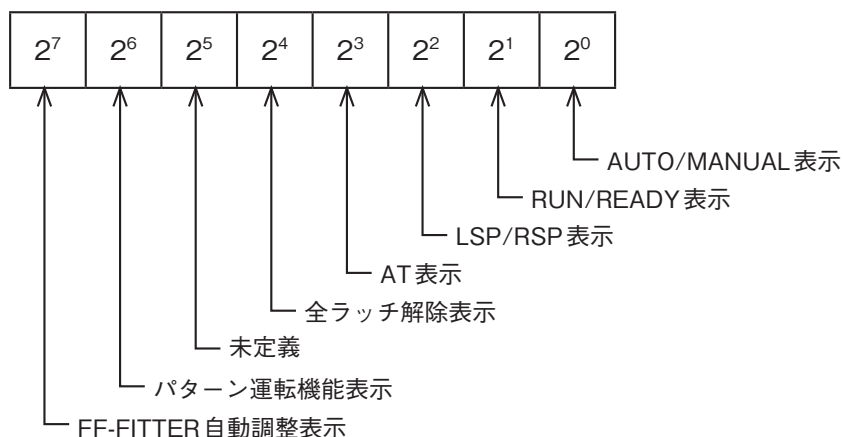 2⁷ 2⁶ 2⁵ 2⁴ 2³ 2² 2¹ 2⁰
AUTO/MANUAL表示
RUN/READY表示
LSP/RSP表示
AT表示
全ラッチ解除表示
未定義
パターン運転機能表示
FF-FITTER自動調整表示